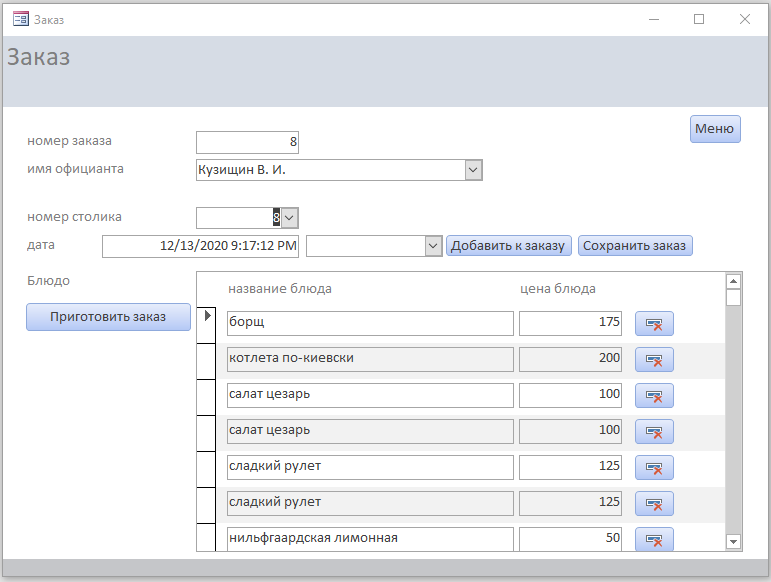 Заказ
Заказ
Меню
номер заказа 8
имя официанта Кузищин В. И.
номер столика 8
дата 12/13/2020 9:17:12 PM Добавить к заказу Сохранить заказ
Блюдо
название блюда цена блюда
Приготовить заказ
борщ 175
котлета по-киевски 200
салат цезарь 100
салат цезарь 100
сладкий рулет 125
сладкий рулет 125
нильфгаардская лимонная 50